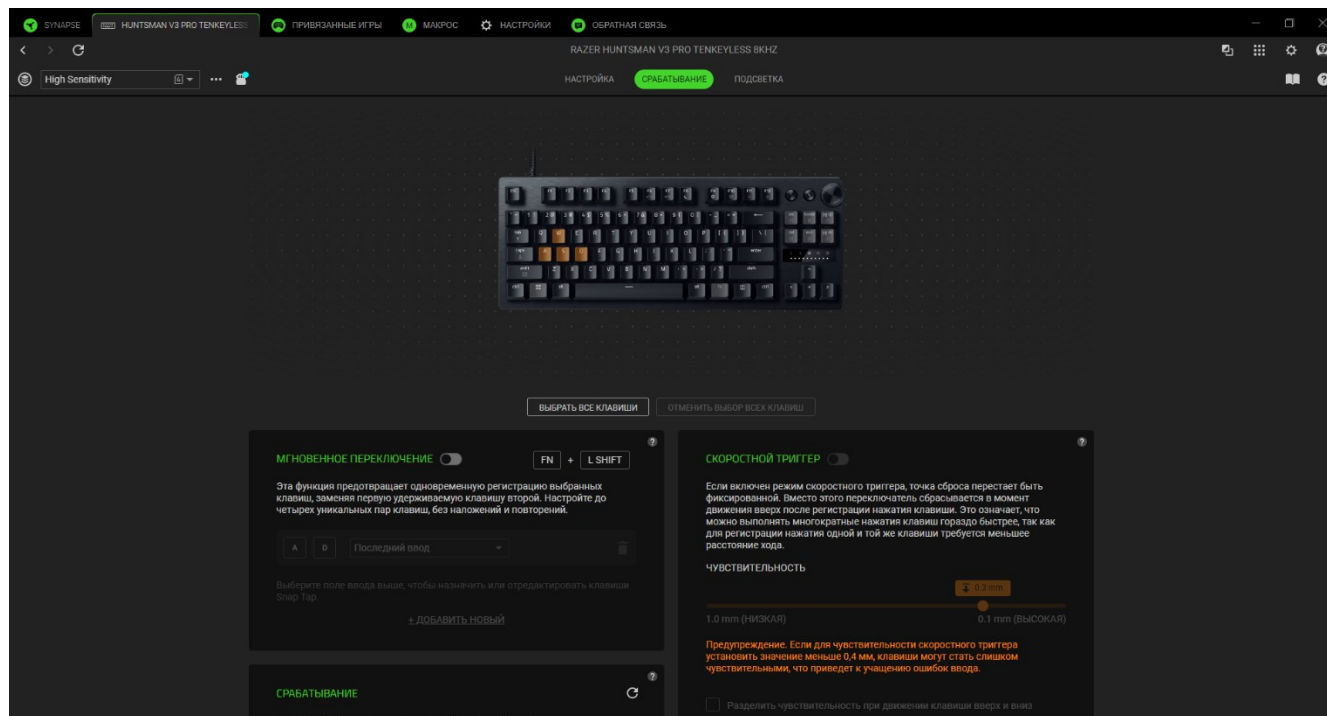 SYNAPSE
HUNTSMAN V3 PRO TENKEYLESS
ПРИВЯЗАННЫЕ ИГРЫ
МАКРОС
НАСТРОЙКИ
ОБРАТНАЯ СВЯЗЬ
RAZER HUNTSMAN V3 PRO TENKEYLESS 8KHZ
High Sensitivity
НАСТРОЙКА
СРАБАТЫВАНИЕ
ПОДСВЕТКА
ВЫБРАТЬ ВСЕ КЛАВИШИ
ОТМЕНИТЬ ВЫБОР ВСЕХ КЛАВИШ
МГНОВЕННОЕ ПЕРЕКЛЮЧЕНИЕ
FN + L SHIFT
Эта функция предотвращает одновременную регистрацию выбранных
клавиш, заменяя первую удерживаемую клавишу второй. Настройте до
четырех уникальных пар клавиш, без наложений и повторений.
A D Последний ввод
Выберите поле ввода выше, чтобы назначить или отредактировать клавиши
Snap Tap.
+ ДОБАВИТЬ НОВЫЙ
СРАБАТЫВАНИЕ
СКОРОСТНОЙ ТРИГГЕР
Если включен режим скоростного триггера, точка сброса перестает быть
фиксированной. Вместо этого переключатель сбрасывается в момент
движения вверх после регистрации нажатия клавиши. Это означает, что
можно выполнять многократные нажатия клавиш гораздо быстрее, так как
для регистрации нажатия одной и той же клавиши требуется меньшее
расстояние хода.
ЧУВСТВИТЕЛЬНОСТЬ
0.3 mm
1.0 mm (НИЗКАЯ)
0.1 mm (ВЫСОКАЯ)
Предупреждение. Если для чувствительности скоростного триггера
установить значение меньше 0,4 мм, клавиши могут стать слишком
чувствительными, что приведет к учащению ошибок ввода.
Разделить чувствительность при движении клавиши вверх и вниз